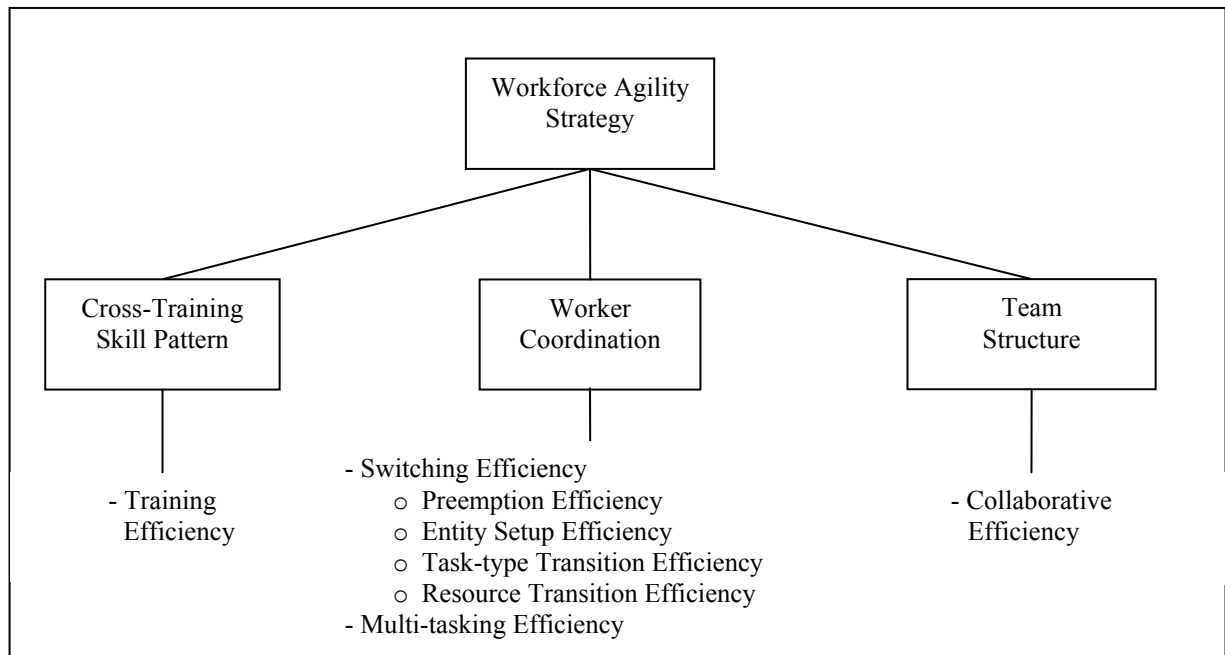 Workforce Agility
Strategy
Cross-Training
Skill Pattern
Worker
Coordination
Team
Structure
- Training
Efficiency
- Switching Efficiency
o Preemption Efficiency
o Entity Setup Efficiency
o Task-type Transition Efficiency
o Resource Transition Efficiency
- Multi-tasking Efficiency
- Collaborative
Efficiency